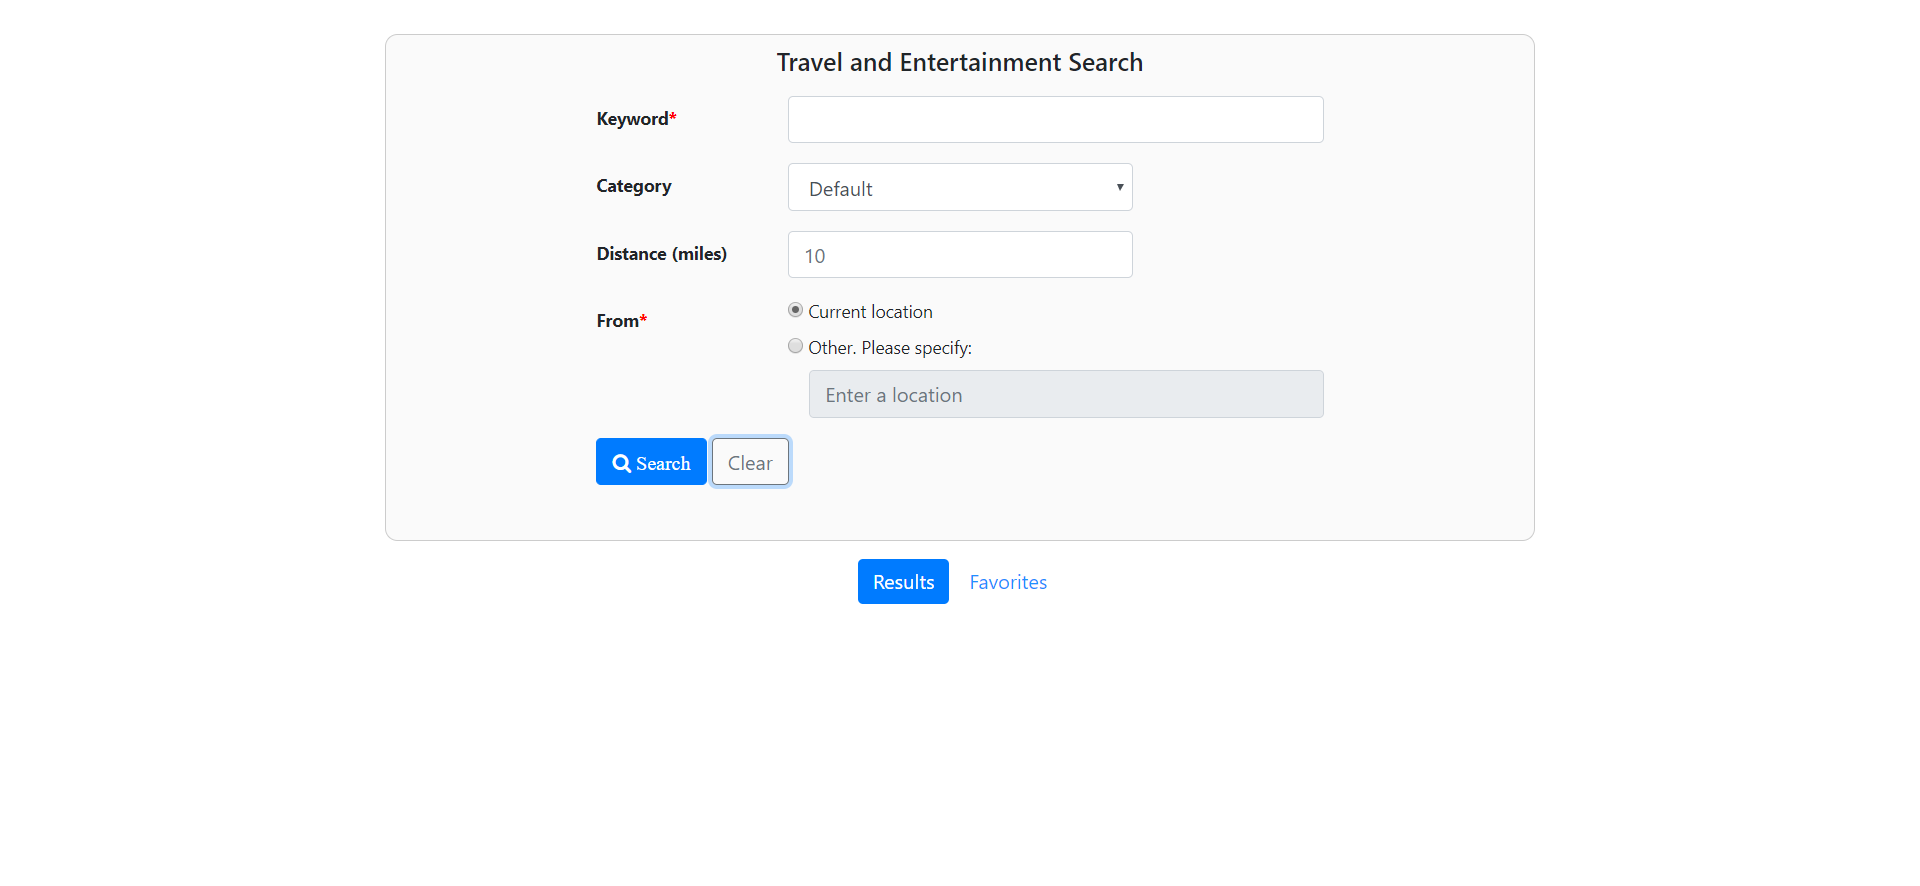 Travel and Entertainment Search
Keyword*
Category Default
Distance (miles) 10
From* Current location
Other. Please specify:
Enter a location
Search Clear
Results Favorites